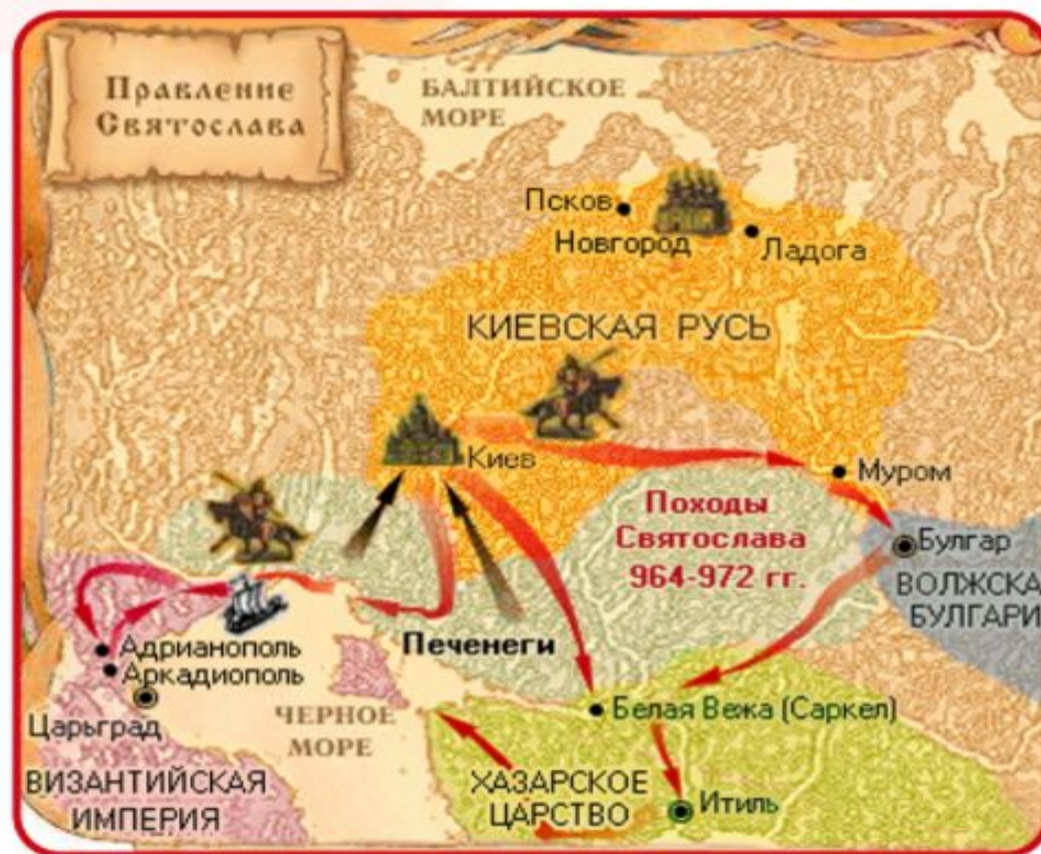 Правление
Святослава
БАЛТИЙСКОЕ
МОРЕ
Псков
Новгород
Ладога
КИЕВСКАЯ РУСЬ
Киев
Муром
Походы
Святослава
964-972 гг.
Булгар
ВОЛЖСКА
БУЛГАРИ
Печенеги
Адрианополь
Аркадиополь
Царьград
ЧЕРНОЕ
МОРЕ
Белая Вежа (Саркел)
ВИЗАНТИЙСКАЯ
ИМПЕРИЯ
ХАЗАРСКОЕ
ЦАРСТВО
Итиль